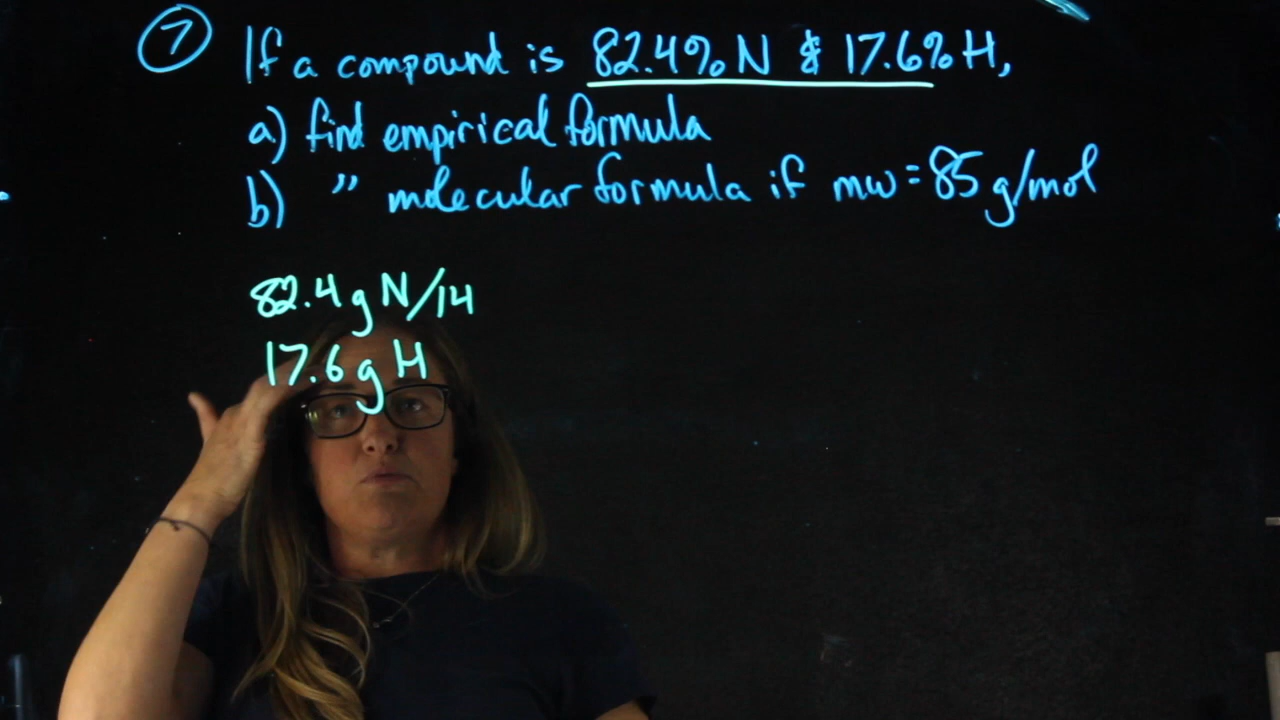 7 If a compound is 82.4% N & 17.6% H,
a) find empirical formula
b) " molecular formula if mw = 85 g/mol
82.4 g N/14
17.6 g H